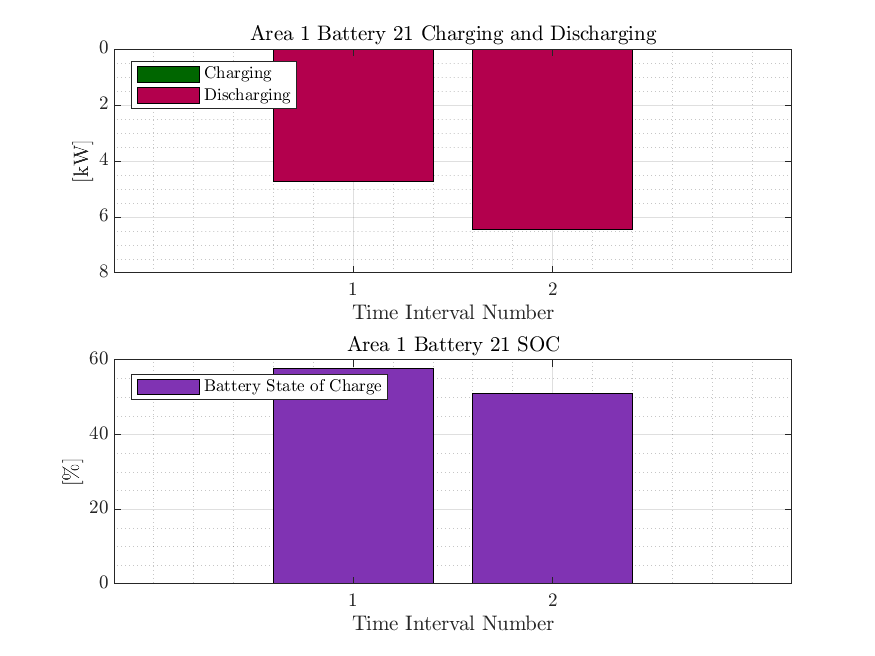 Area 1 Battery 21 Charging and Discharging
0
2
4
6
8
[kW]
Charging
Discharging
1 2
Time Interval Number
Area 1 Battery 21 SOC
60
40
20
0
[%]
Battery State of Charge
1 2
Time Interval Number